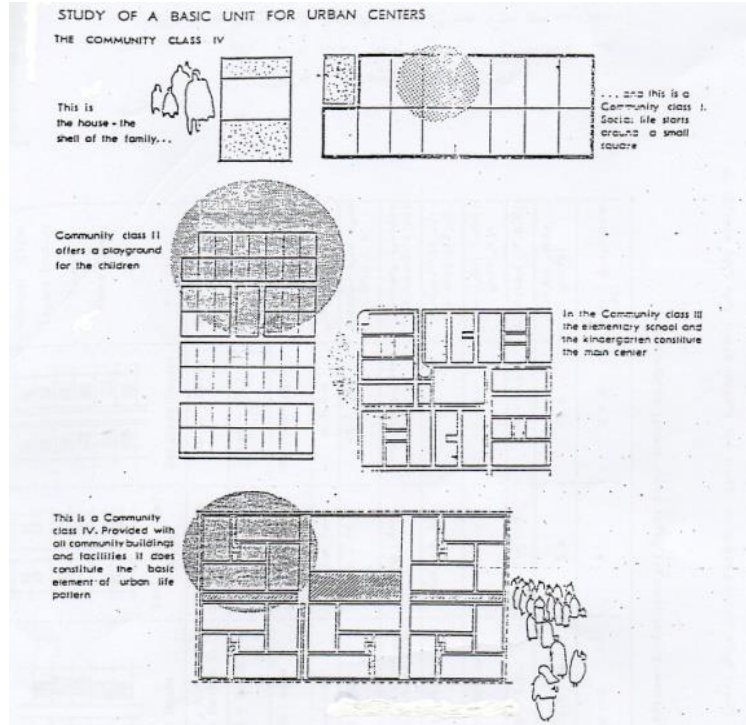 STUDY OF A BASIC UNIT FOR URBAN CENTERS
THE COMMUNITY CLASS IV
This is
the house - the
shell of the family...
... and this is a
Community class I.
Social life starts
around a small
square
Community class II
offers a playground
for the children
In the Community class III
the elementary school and
the kindergarten constitute
the main center
This is a Community
class IV. Provided with
all community buildings
and facilities it does
constitute the basic
element of urban life
pattern